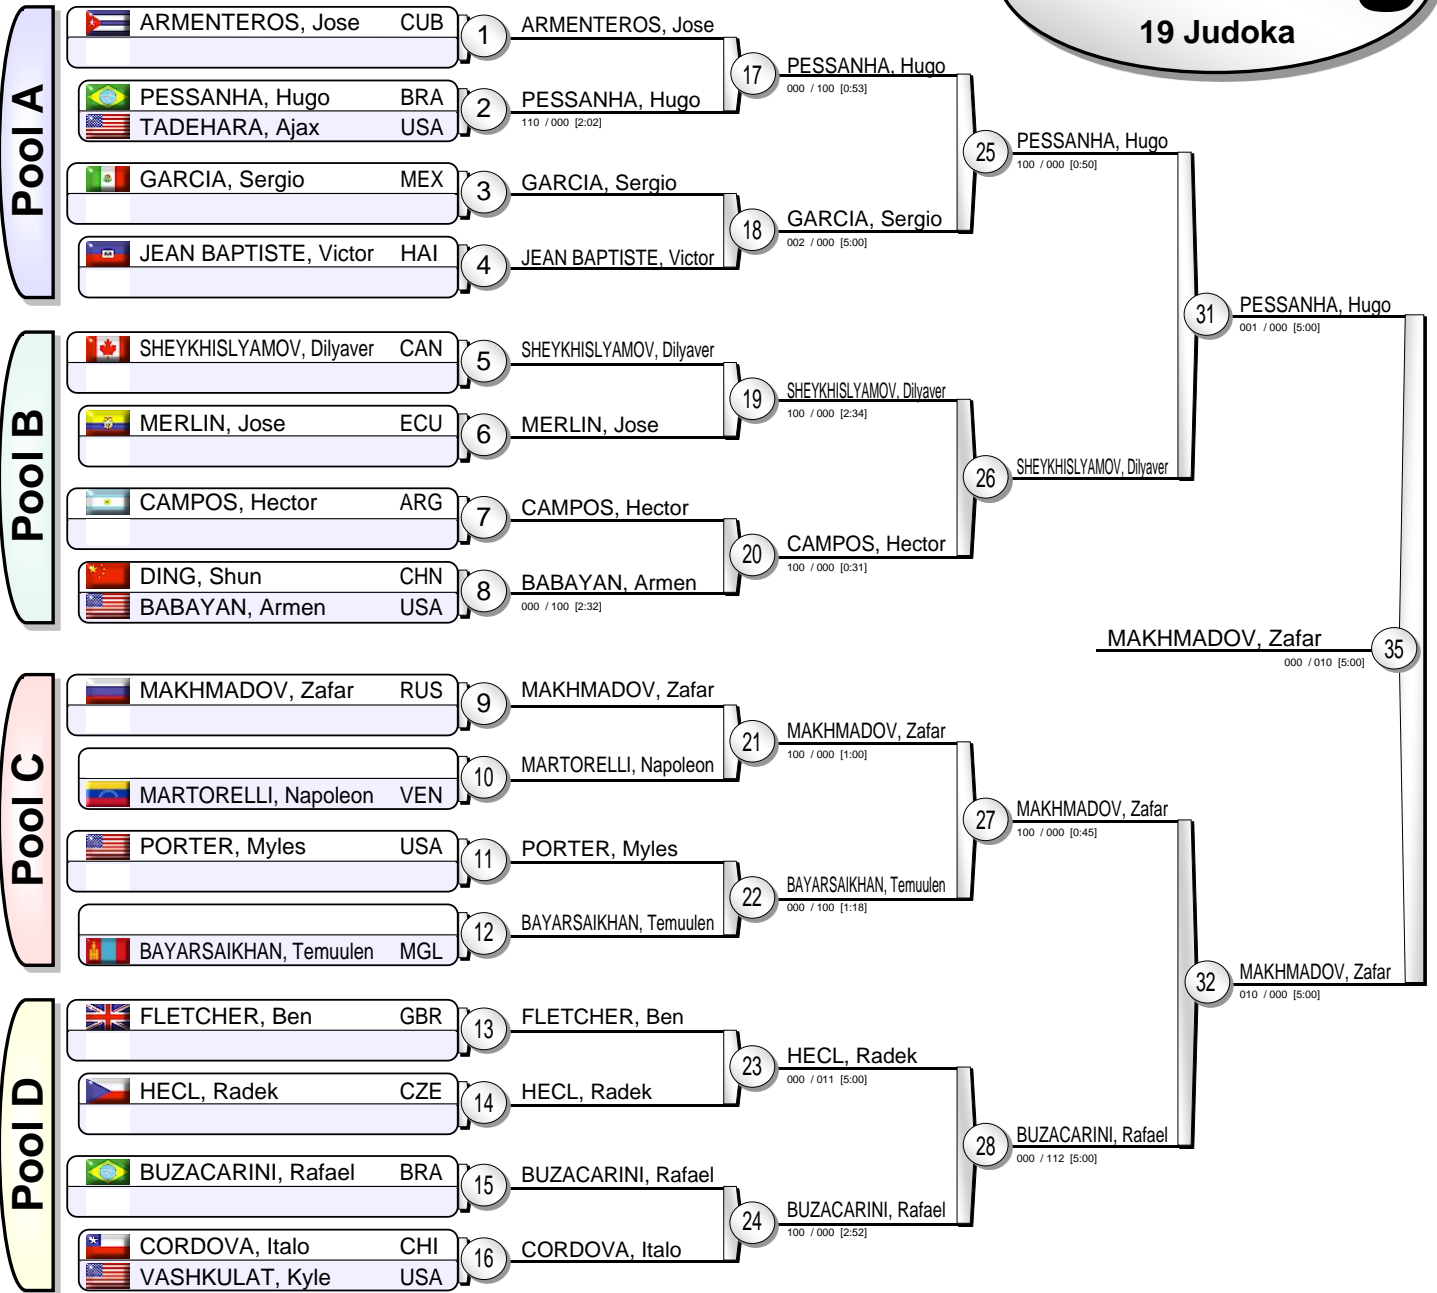 19 Judoka
Pool A
ARMENTEROS, Jose CUB
1
ARMENTEROS, Jose
PESSANHA, Hugo BRA
TADEHARA, Ajax USA
2
PESSANHA, Hugo
110 / 000 [2:02]
17
PESSANHA, Hugo
000 / 100 [0:53]
GARCIA, Sergio MEX
3
GARCIA, Sergio
JEAN BAPTISTE, Victor HAI
4
JEAN BAPTISTE, Victor
18
GARCIA, Sergio
002 / 000 [5:00]
25
PESSANHA, Hugo
100 / 000 [0:50]
Pool B
SHEYKHISLYAMOV, Dilyaver CAN
5
SHEYKHISLYAMOV, Dilyaver
MERLIN, Jose ECU
6
MERLIN, Jose
19
SHEYKHISLYAMOV, Dilyaver
100 / 000 [2:34]
CAMPOS, Hector ARG
7
CAMPOS, Hector
DING, Shun CHN
BABAYAN, Armen USA
8
BABAYAN, Armen
000 / 100 [2:32]
20
CAMPOS, Hector
100 / 000 [0:31]
26
SHEYKHISLYAMOV, Dilyaver
31
PESSANHA, Hugo
001 / 000 [5:00]
MAKHMADOV, Zafar
000 / 010 [5:00]
35
Pool C
MAKHMADOV, Zafar RUS
9
MAKHMADOV, Zafar
MARTORELLI, Napoleon VEN
10
MARTORELLI, Napoleon
21
MAKHMADOV, Zafar
100 / 000 [1:00]
PORTER, Myles USA
11
PORTER, Myles
BAYARSAIKHAN, Temuulen MGL
12
BAYARSAIKHAN, Temuulen
22
BAYARSAIKHAN, Temuulen
000 / 100 [1:18]
27
MAKHMADOV, Zafar
100 / 000 [0:45]
Pool D
FLETCHER, Ben GBR
13
FLETCHER, Ben
HECL, Radek CZE
14
HECL, Radek
23
HECL, Radek
000 / 011 [5:00]
BUZACARINI, Rafael BRA
15
BUZACARINI, Rafael
CORDOVA, Italo CHI
VASHKULAT, Kyle USA
16
CORDOVA, Italo
24
BUZACARINI, Rafael
100 / 000 [2:52]
28
BUZACARINI, Rafael
000 / 112 [5:00]
32
MAKHMADOV, Zafar
010 / 000 [5:00]